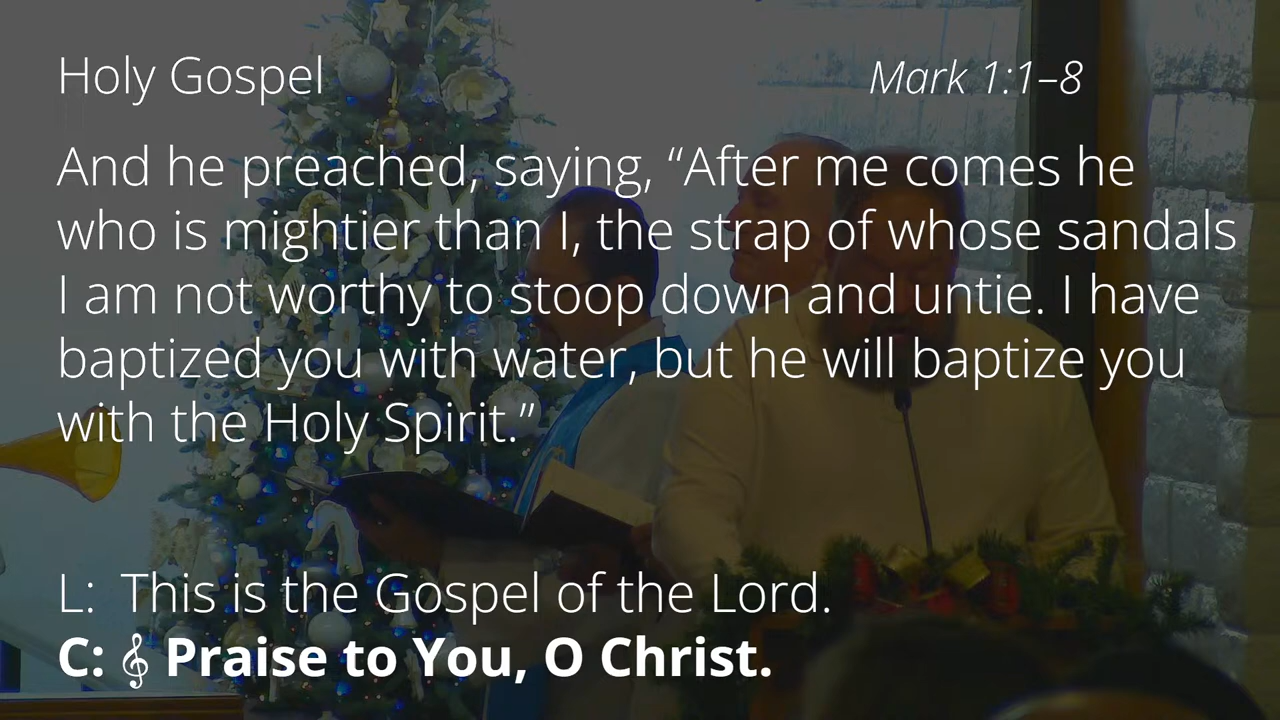 Holy Gospel Mark 1:1–8
And he preached, saying, “After me comes he
who is mightier than I, the strap of whose sandals
I am not worthy to stoop down and untie. I have
baptized you with water, but he will baptize you
with the Holy Spirit.”
L: This is the Gospel of the Lord.
C: 𝄞 Praise to You, O Christ.